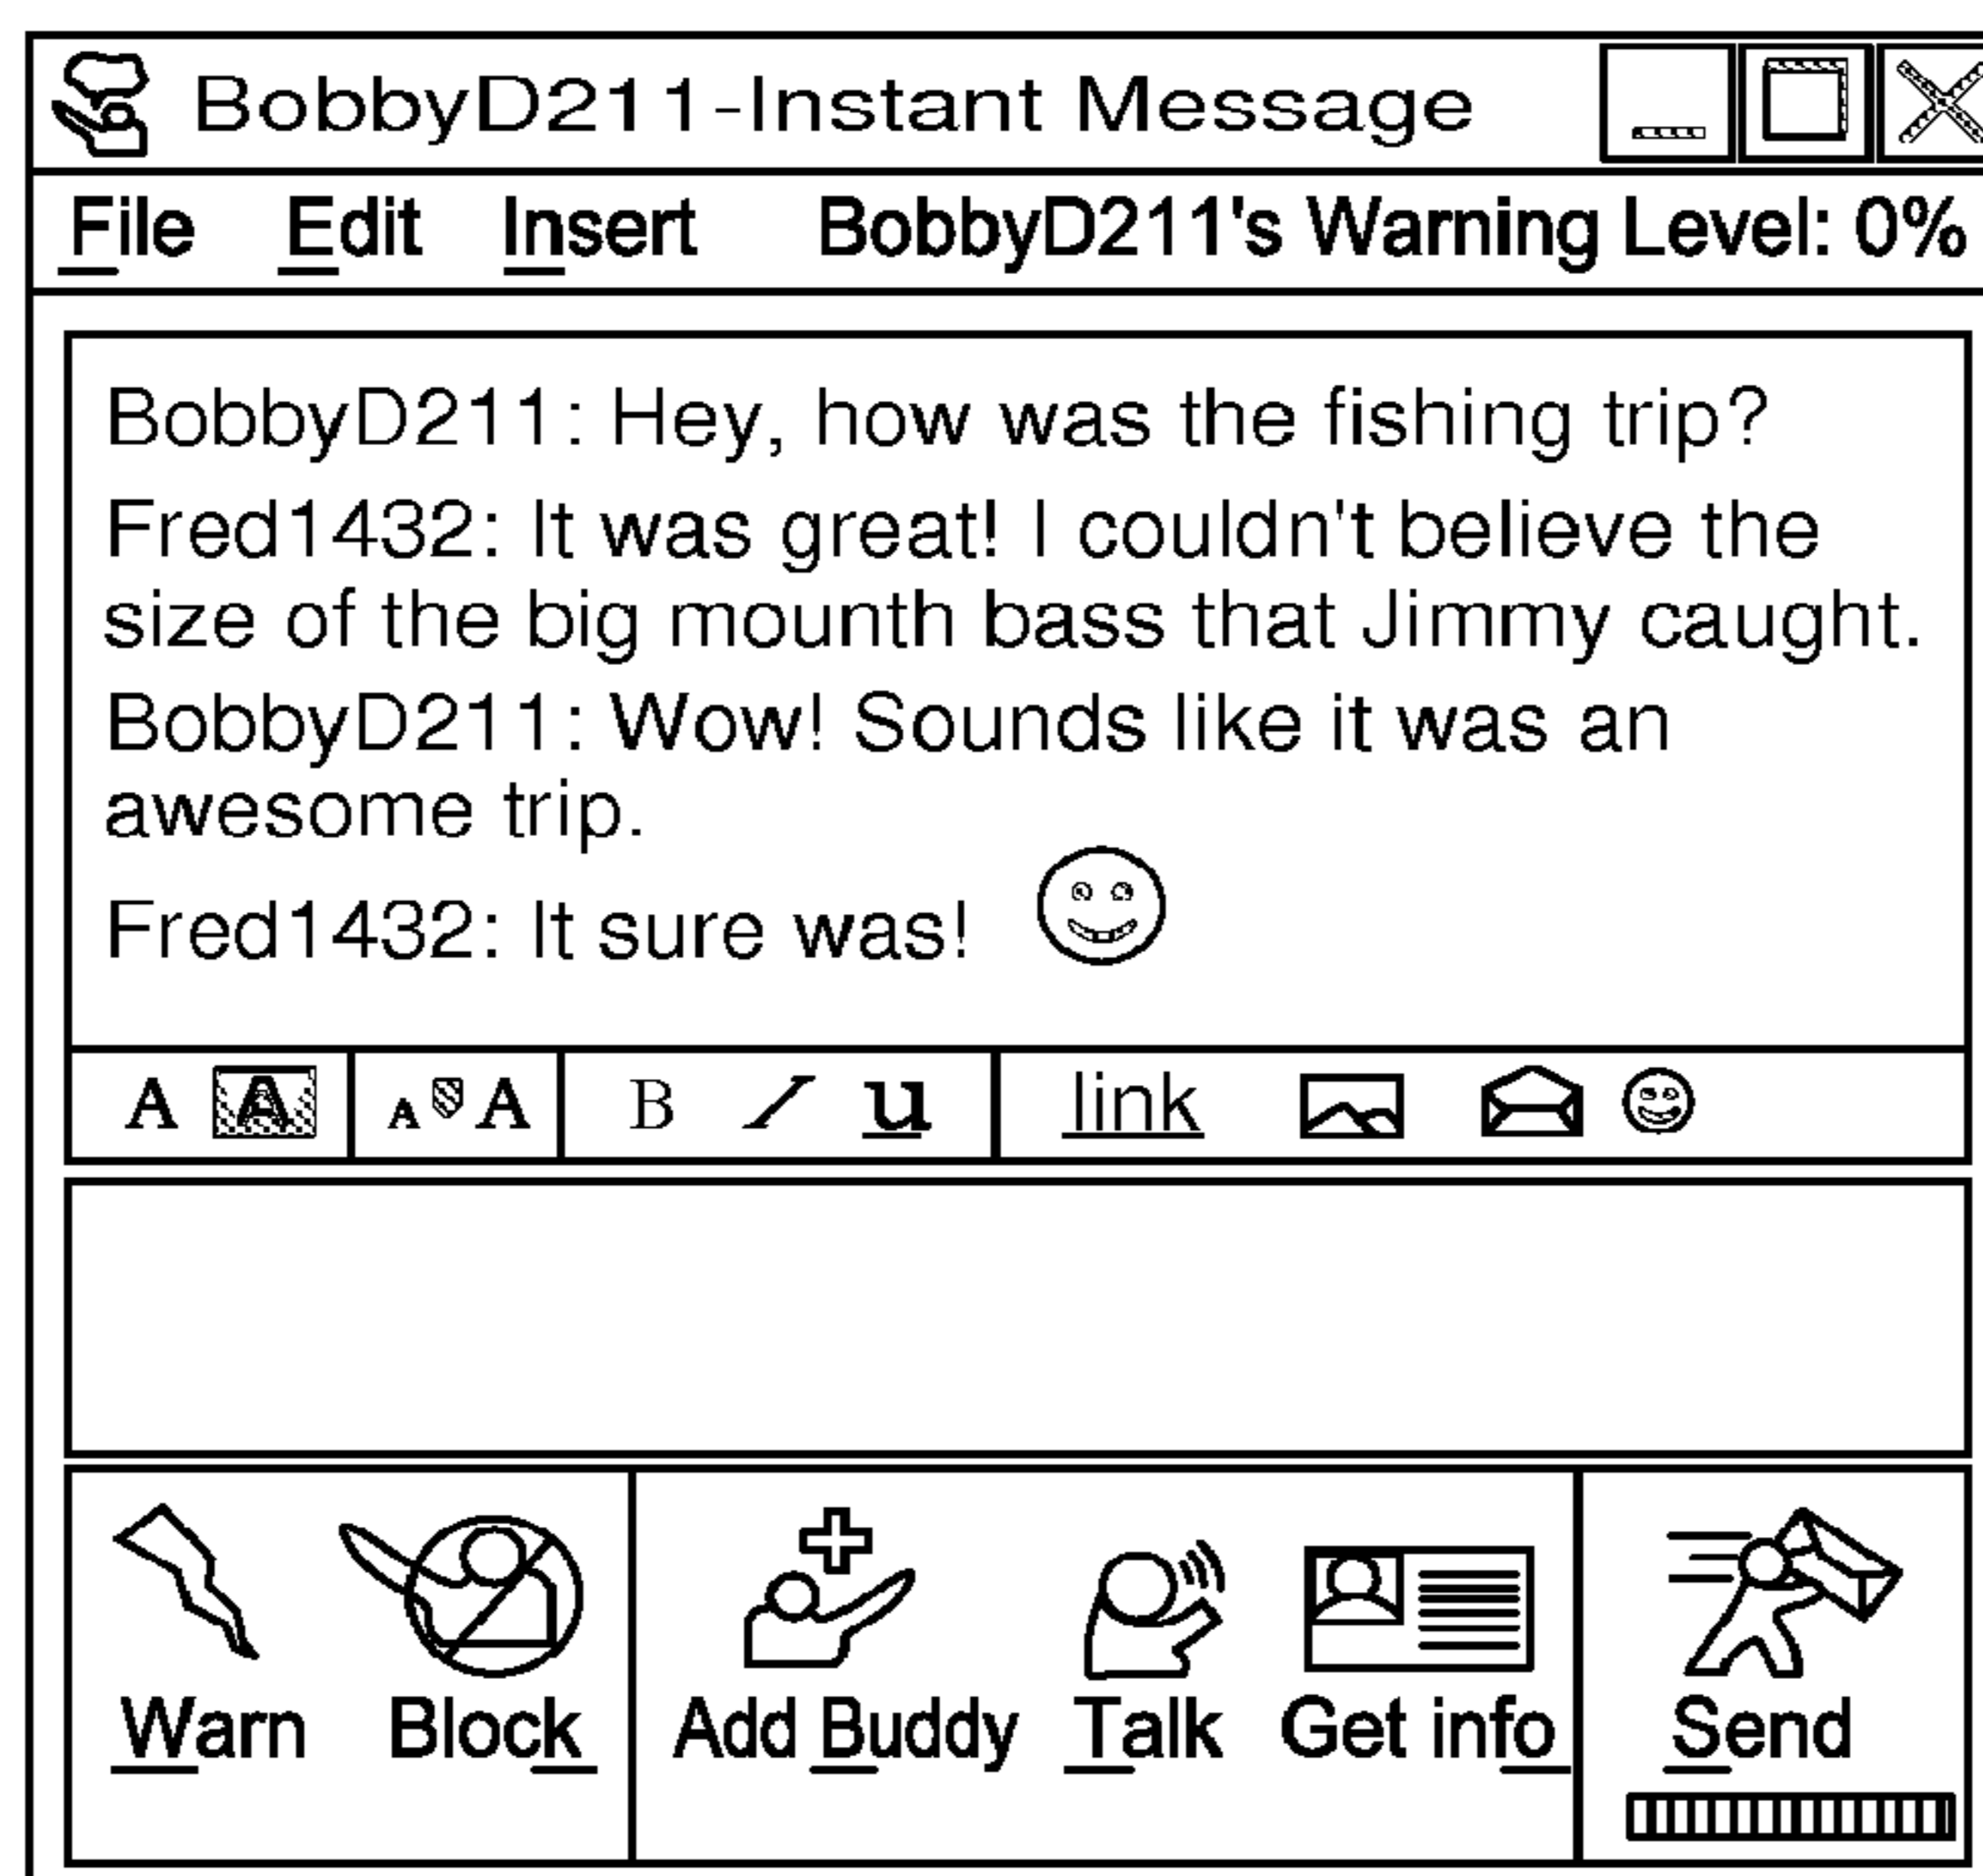 BobbyD211-Instant Message
File Edit Insert BobbyD211's Warning Level: 0%
BobbyD211: Hey, how was the fishing trip?
Fred1432: It was great! I couldn't believe the
size of the big mounth bass that Jimmy caught.
BobbyD211: Wow! Sounds like it was an
awesome trip.
Fred1432: It sure was!
A A A A B I u link
Warn Block Add Buddy Talk Get info Send